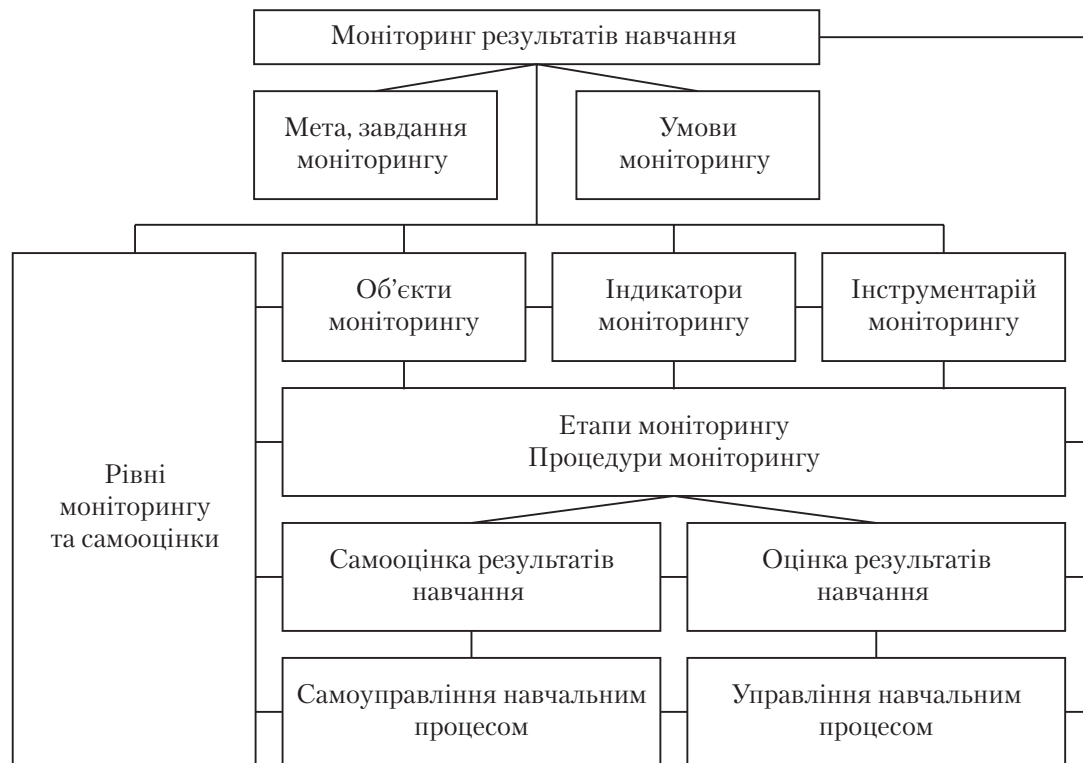 Моніторинг результатів навчання
Мета, завдання
моніторингу
Умови
моніторингу
Об’єкти
моніторингу
Індикатори
моніторингу
Інструментарій
моніторингу
Рівні
моніторингу
та самооцінки
Етапи моніторингу
Процедури моніторингу
Самооцінка результатів
навчання
Оцінка результатів
навчання
Самоуправління навчальним
процесом
Управління навчальним
процесом